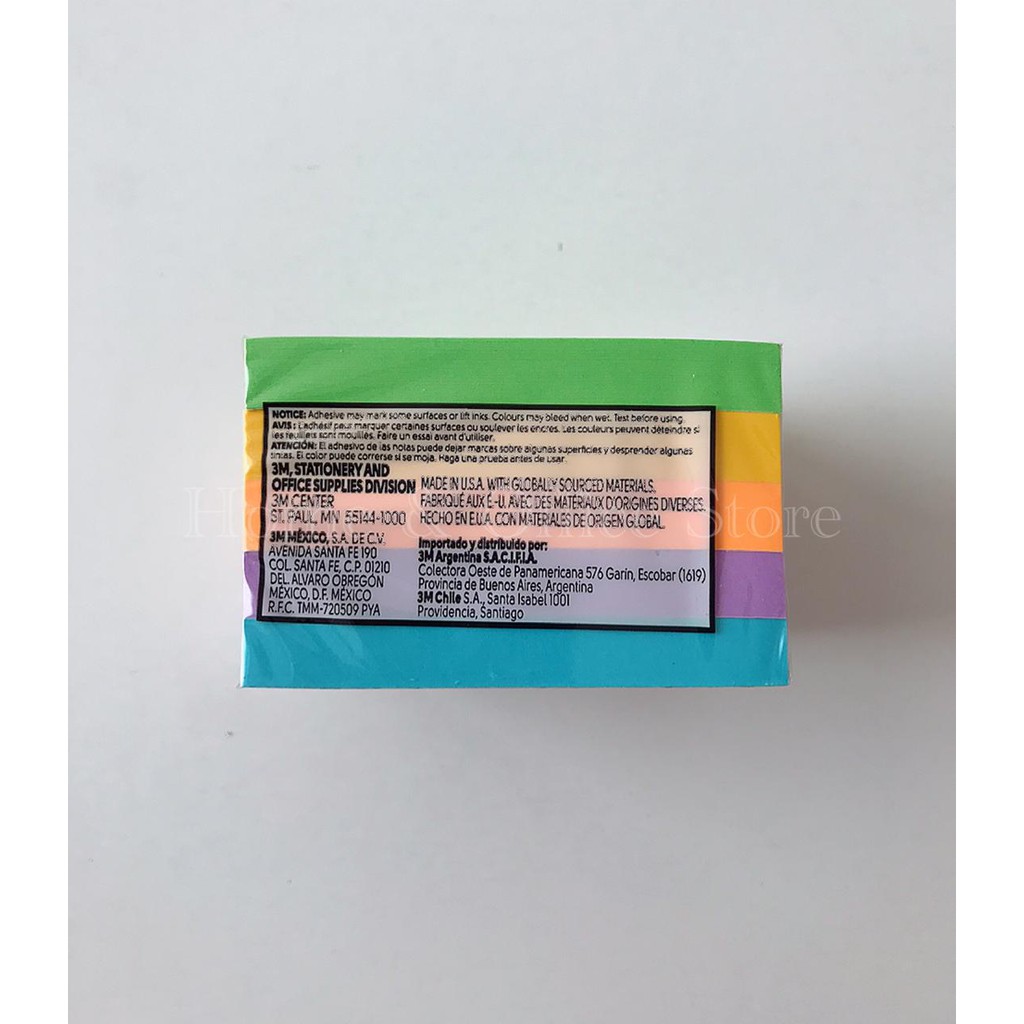 NOTICE: Adhesive may mark some surfaces or lift inks. Colours may bleed when wet. Test before using.
AVIS : L'adhésif peut marquer certaines surfaces ou soulever les encres. Les couleurs peuvent déteindre si
les feuillets sont mouillés. Faire un essai avant d'utiliser.
ATENCIÓN: El adhesivo de las notas puede dejar marcas sobre algunas superficies y desprender algunas
tintas. El color puede correrse si se moja. Haga una prueba antes de usar.
3M, STATIONERY AND
OFFICE SUPPLIES DIVISION
3M CENTER
ST. PAUL, MN 55144-1000
MADE IN U.S.A. WITH GLOBALLY SOURCED MATERIALS.
FABRIQUÉ AUX É.-U. AVEC DES MATÉRIAUX D'ORIGINES DIVERSES.
HECHO EN E.U.A. CON MATERIALES DE ORIGEN GLOBAL.
3M MÉXICO, S.A. DE C.V.
AVENIDA SANTA FE 190
COL. SANTA FE, C.P. 01210
DEL. ALVARO OBREGÓN
MÉXICO, D.F. MÉXICO
R.F.C. TMM-720509 PYA
Importado y distribuido por:
3M Argentina S.A.C.I.F.I.A.
Colectora Oeste de Panamericana 576 Garín, Escobar (1619)
Provincia de Buenos Aires, Argentina
3M Chile S.A., Santa Isabel 1001
Providencia, Santiago
Store